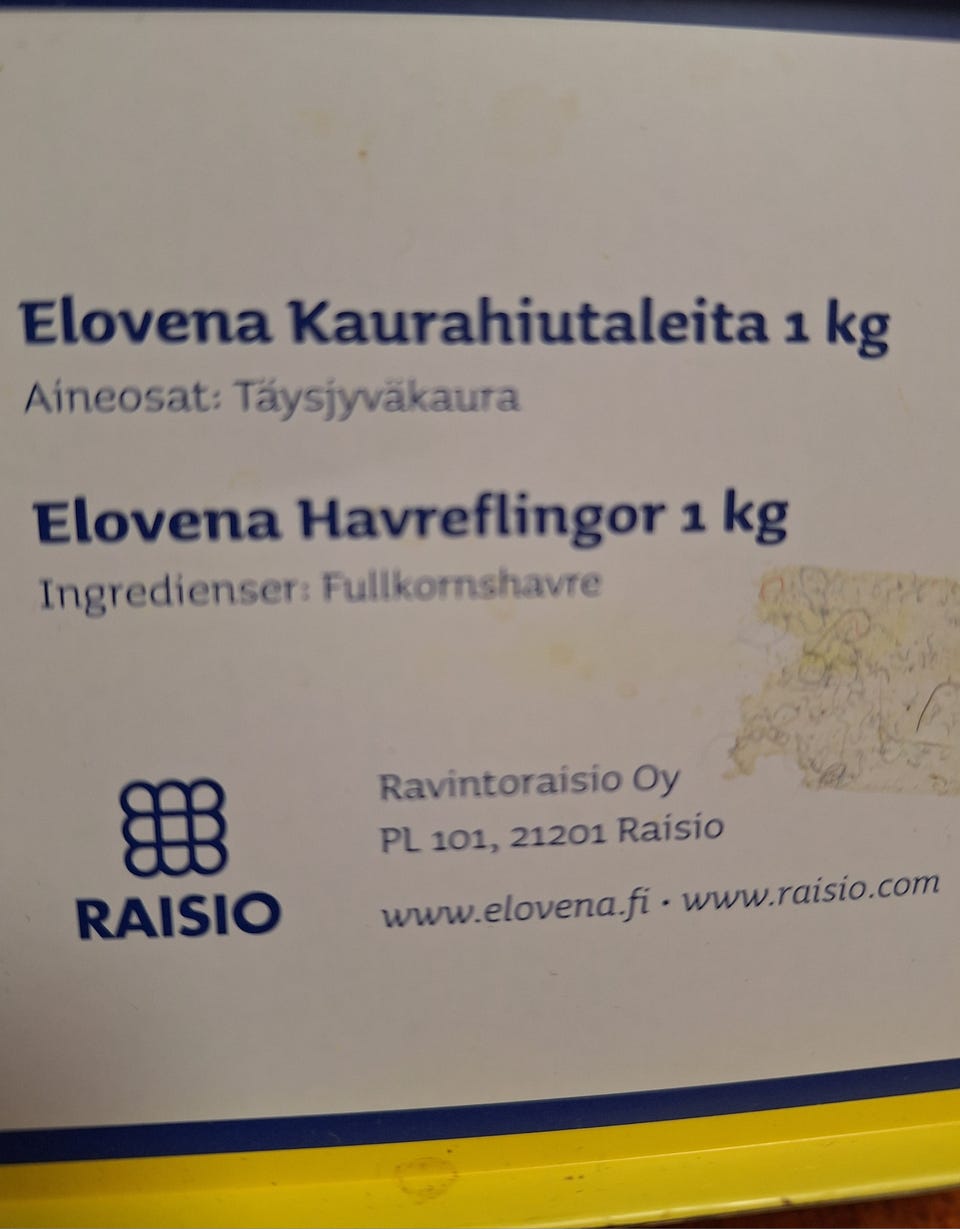 Elovena Kaurahiutaleita 1 kg
Aineosat: Täysjyväkaura
Elovena Havreflingor 1 kg
Ingredienser: Fullkornshavre
RAISIO
Ravintoraisio Oy
PL 101, 21201 Raisio
www.elovena.fi • www.raisio.com